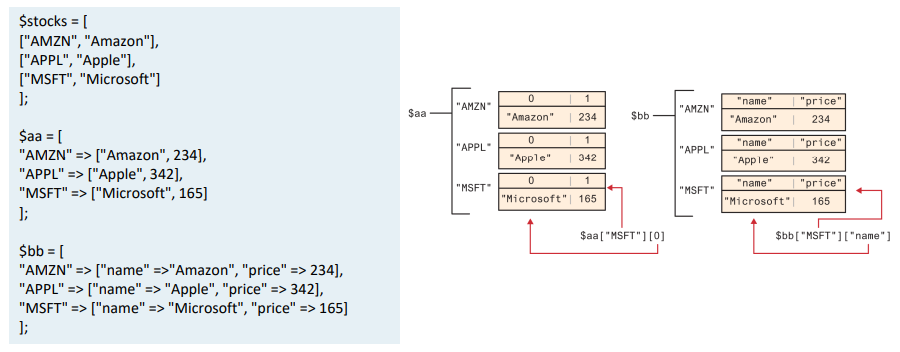 $stocks = [
["AMZN", "Amazon"],
["APPL", "Apple"],
["MSFT", "Microsoft"]
];
$aa = [
"AMZN" => ["Amazon", 234],
"APPL" => ["Apple", 342],
"MSFT" => ["Microsoft", 165]
];
$bb = [
"AMZN" => ["name" =>"Amazon", "price" => 234],
"APPL" => ["name" => "Apple", "price" => 342],
"MSFT" => ["name" => "Microsoft", "price" => 165]
];
$aa
"AMZN"
0 1
"Amazon" 234
"APPL"
0 1
"Apple" 342
"MSFT"
0 1
"Microsoft" 165
$aa["MSFT"][0]
$bb
"AMZN"
"name" "price"
"Amazon" 234
"APPL"
"name" "price"
"Apple" 342
"MSFT"
"name" "price"
"Microsoft" 165
$bb["MSFT"]["name"]